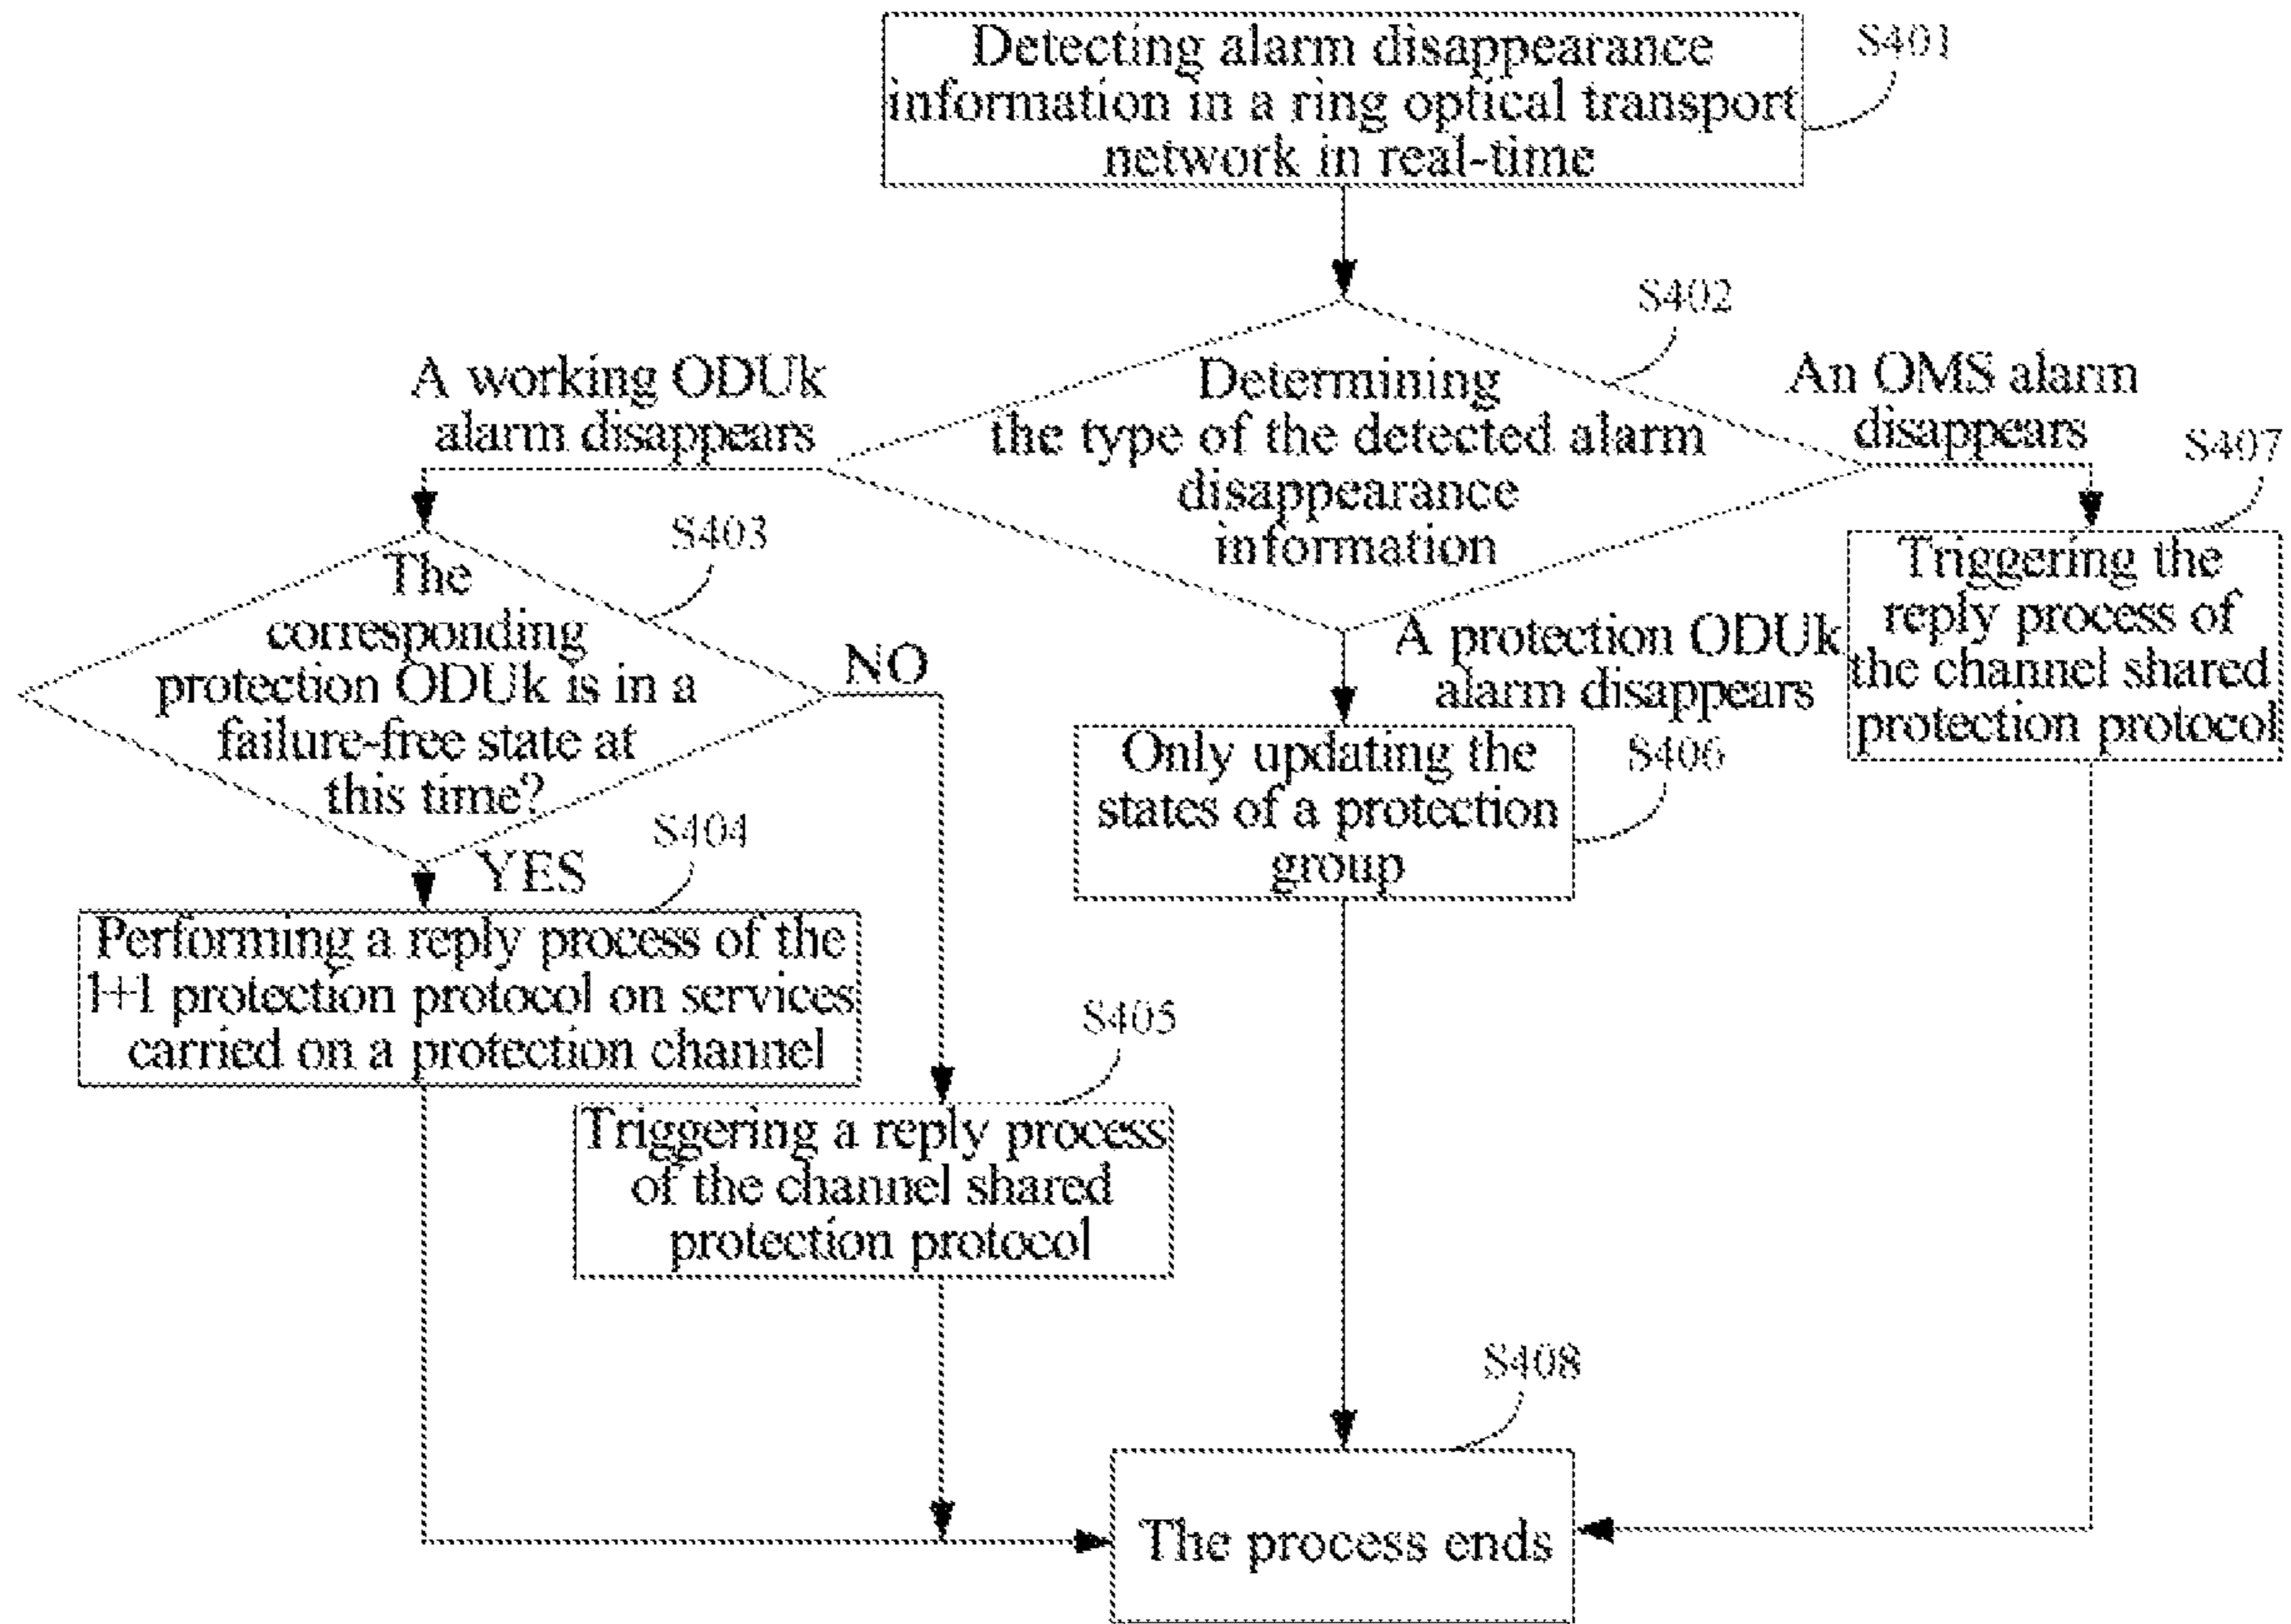 Detecting alarm disappearance
information in a ring optical transport
network in real-time
S401
S402
Determining
the type of the detected alarm
disappearance
information
A working ODUk
alarm disappears
An OMS alarm
disappears
S407
S403
The
corresponding
protection ODUk is in a
failure-free state at
this time?
NO
YES
A protection ODUk
alarm disappears
Triggering the
reply process of
the channel shared
protection protocol
Only updating the
states of a protection
group
S406
S404
Performing a reply process of the
1+1 protection protocol on services
carried on a protection channel
S405
Triggering a reply process
of the channel shared
protection protocol
S408
The process ends